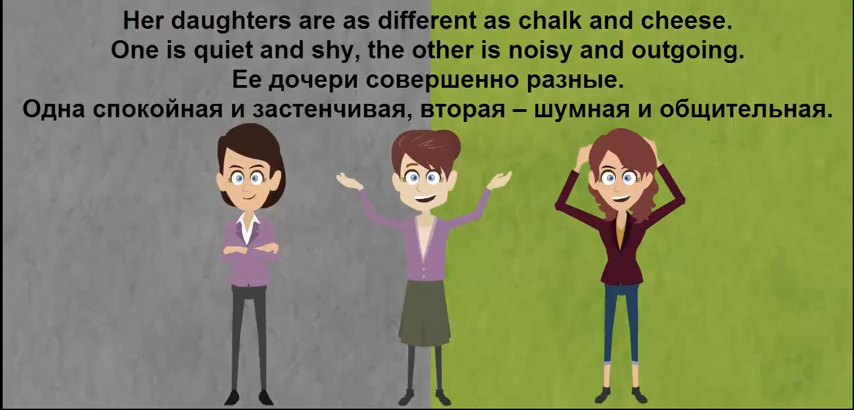 Her daughters are as different as chalk and cheese.
One is quiet and shy, the other is noisy and outgoing.
Ее дочери совершенно разные.
Одна спокойная и застенчивая, вторая – шумная и общительная.